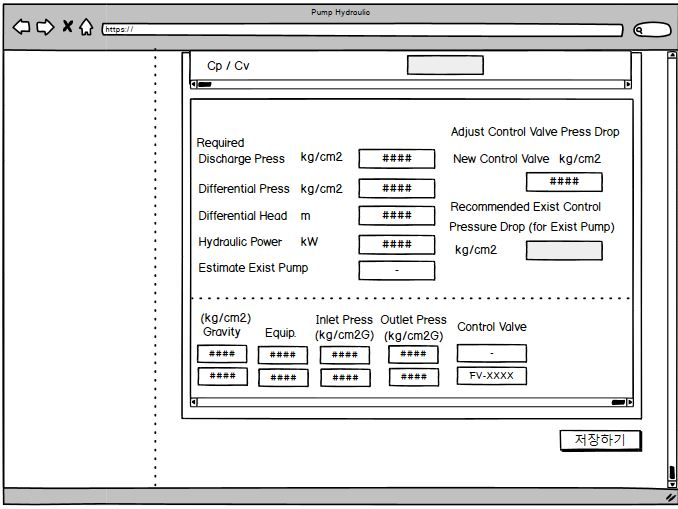 Pump Hydraulic
https://
Cp / Cv
Adjust Control Valve Press Drop
Required
Discharge Press kg/cm2 ####
New Control Valve kg/cm2
####
Differential Press kg/cm2 ####
Recommended Exist Control
Differential Head m ####
Pressure Drop (for Exist Pump)
Hydraulic Power kW ####
kg/cm2
Estimate Exist Pump -
(kg/cm2)
Gravity Equip. Inlet Press
(kg/cm2G) Outlet Press
(kg/cm2G) Control Valve
#### #### #### #### -
#### #### #### #### FV-XXXX
저장하기